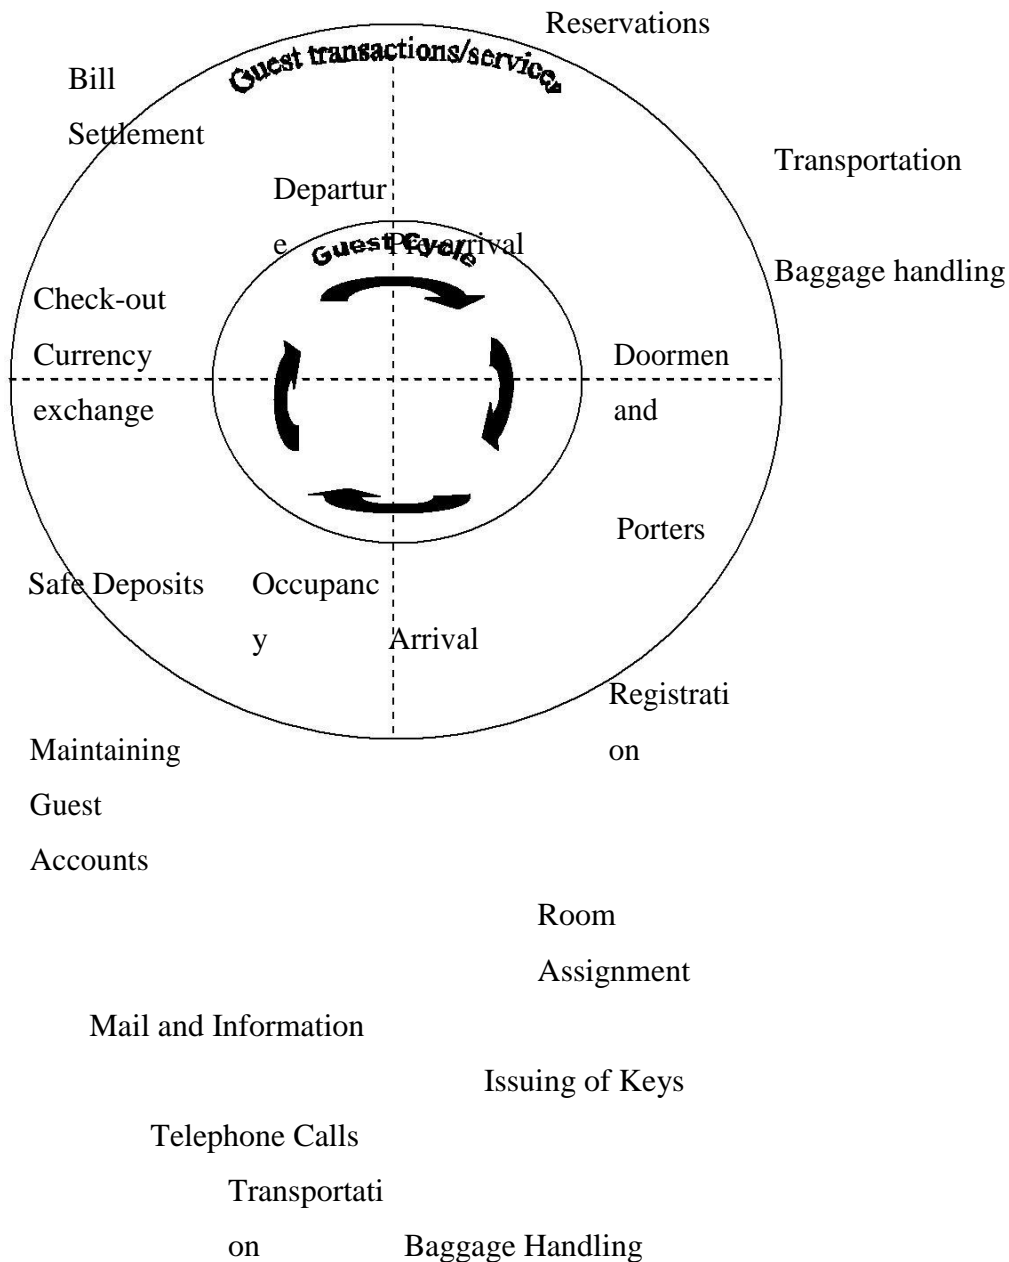 Reservations
Guest transactions/services
Bill
Settlement
Transportation
Departur
e
Guest Cycle
Pre-arrival
Baggage handling
Check-out
Currency
exchange
Doormen
and
Porters
Safe Deposits
Occupanc
y
Arrival
Registrati
on
Maintaining
Guest
Accounts
Room
Assignment
Mail and Information
Issuing of Keys
Telephone Calls
Transportati
on
Baggage Handling